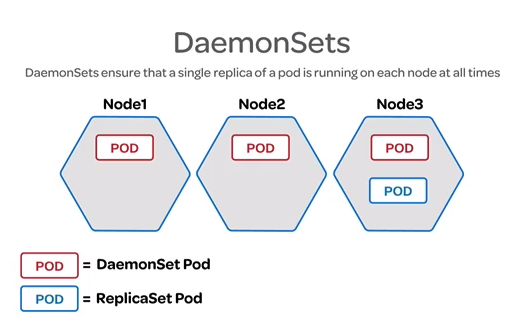 DaemonSets
DaemonSets ensure that a single replica of a pod is running on each node at all times
Node1 Node2 Node3
POD POD POD
POD
POD = DaemonSet Pod
POD = ReplicaSet Pod